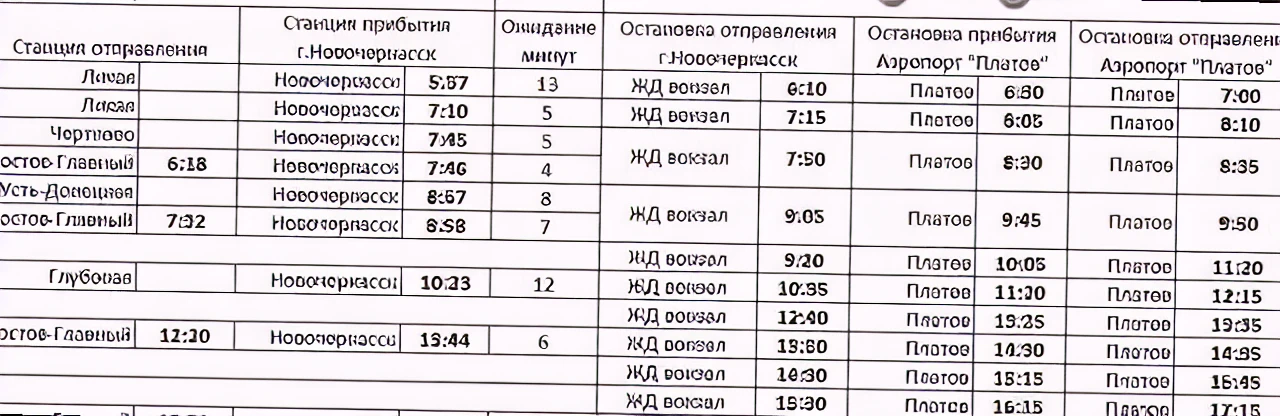 Станция отправления
Станция прибытия
г.Новочеркасск
Ожидание
минут
Остановка отправления
г.Новочеркасск
Остановка прибытия
Аэропорт "Платов"
Остановка отправлени
Аэропорт "Платов"
Лихая Новочеркасск 5:57 13 ЖД вокзал 6:10 Платов Платов 7:00
Лихая Новочеркасск 7:10 5 ЖД вокзал 7:15 Платов Платов 8:10
Чертково Новочеркасск 7:45 5
остов-Главный 6:18 Новочеркасск 7:46 4 ЖД вокзал 7:50 Платов 8:30 Платов 8:35
Усть-Донецкая Новочеркасск 8:57 8
остов-Главный 7:32 Новочеркасск 8:58 7 ЖД вокзал 9:05 Платов 9:45 Платов 9:50
ЖД вокзал 9:20 Платов 10:05 Платов 11:20
Глубокая Новочеркасск 10:23 12 ЖД вокзал 10:35 Платов 11:20 Платов 12:15
ЖД вокзал 12:40 Платов 13:25 Платов 13:35
остов-Главный 12:20 Новочеркасск 13:44 6 ЖД вокзал 13:50 Платов 14:30 Платов 14:35
ЖД вокзал 14:30 Платов 15:15 Платов
ЖД вокзал 15:30 Платов 16:15 Платов 17:15